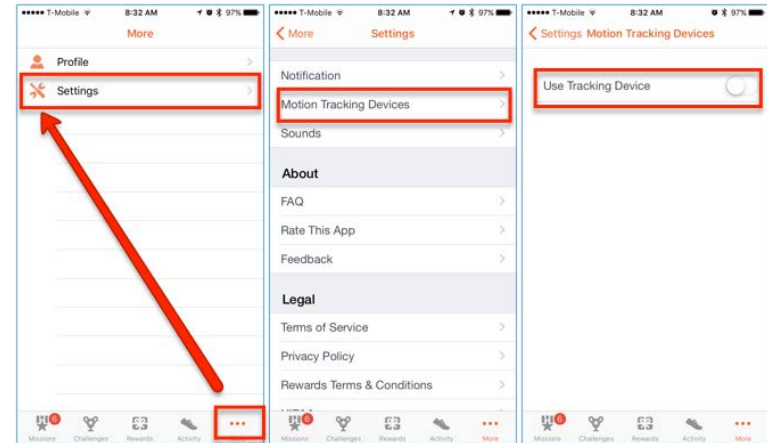 T-Mobile 8:32 AM 97%
More
Profile
Settings
6
Missions Challenges Rewards Activity More
T-Mobile 8:32 AM 97%
More Settings
Notification
Motion Tracking Devices
Sounds
About
FAQ
Rate This App
Feedback
Legal
Terms of Service
Privacy Policy
Rewards Terms & Conditions
6
Missions Challenges Rewards Activity More
T-Mobile 8:32 AM 97%
Settings Motion Tracking Devices
Use Tracking Device
6
Missions Challenges Rewards Activity More